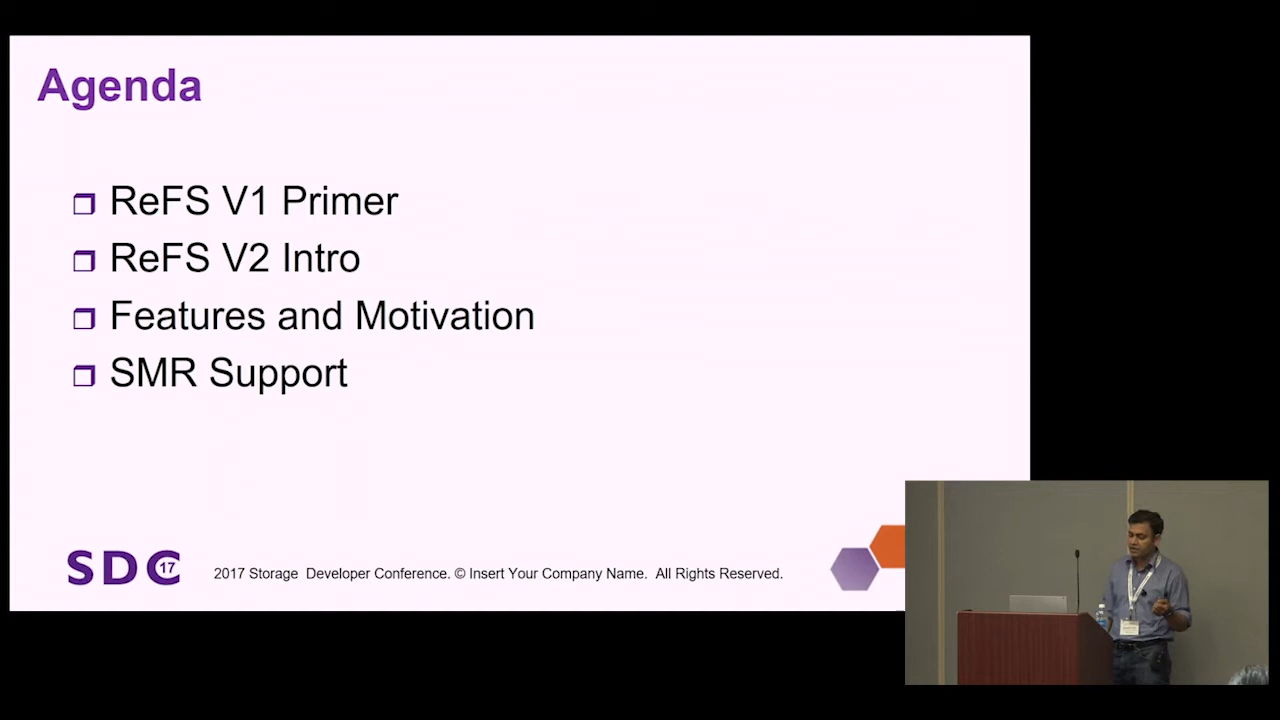 Agenda
ReFS V1 Primer
ReFS V2 Intro
Features and Motivation
SMR Support
SDC 17
2017 Storage Developer Conference. © Insert Your Company Name. All Rights Reserved.